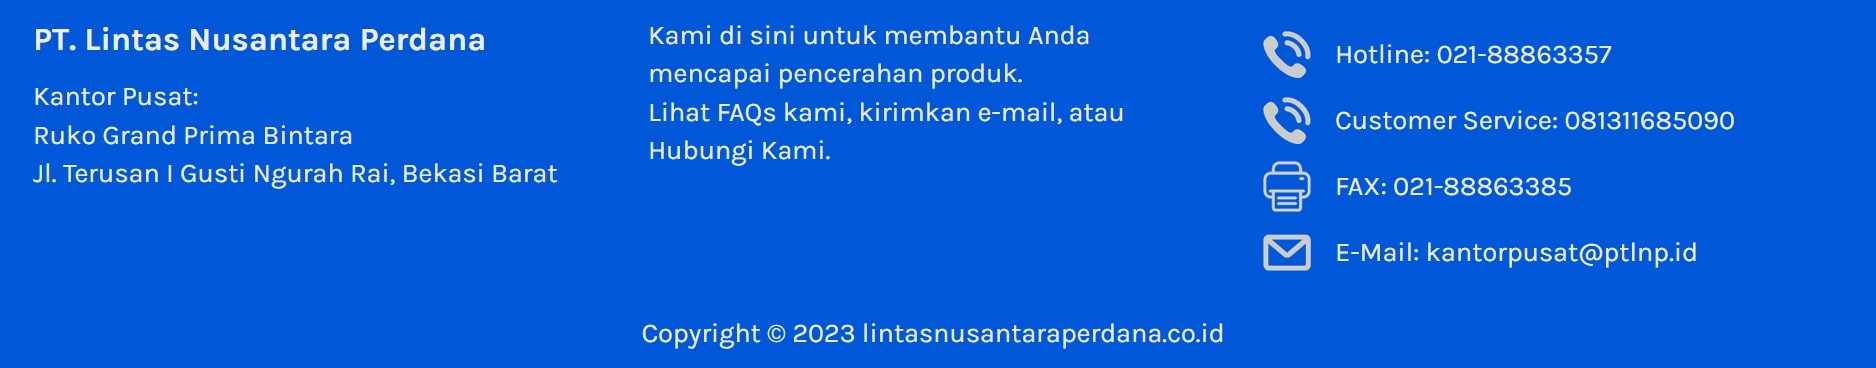 PT. Lintas Nusantara Perdana
Kantor Pusat:
Ruko Grand Prima Bintara
Jl. Terusan I Gusti Ngurah Rai, Bekasi Barat
Kami di sini untuk membantu Anda
mencapai pencerahan produk.
Lihat FAQs kami, kirimkan e-mail, atau
Hubungi Kami.
Hotline: 021-88863357
Customer Service: 081311685090
FAX: 021-88863385
E-Mail: kantorpusat@ptlnp.id
Copyright © 2023 lintasnusantaraperdana.co.id